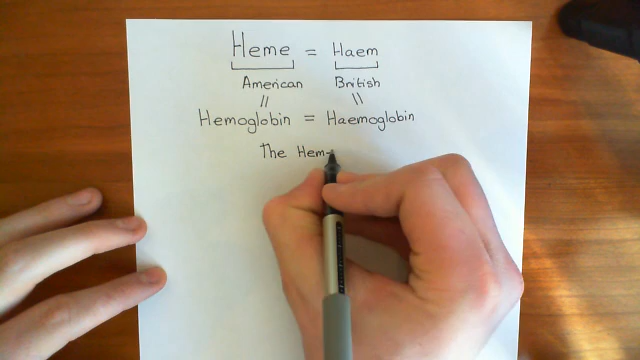 Heme = Haem
American British
= =
Hemoglobin = Haemoglobin
The Hem